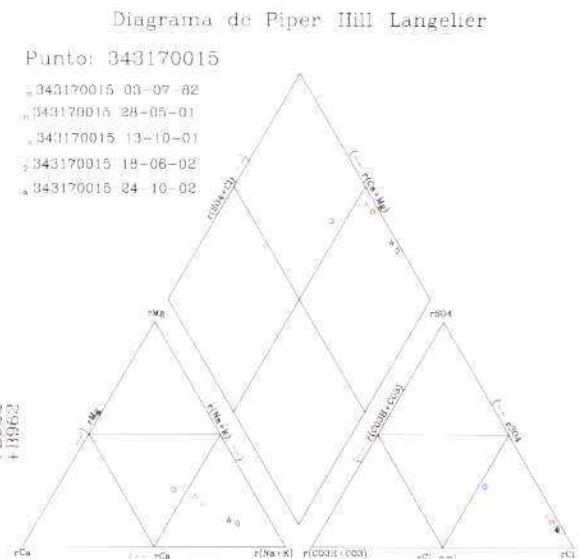 Diagrama de Piper Hill Langelier
Punto: 343170015
343170015 03-07-82
343170015 28-05-01
343170015 13-10-01
343170015 18-06-02
343170015 24-10-02
r(SO4+Cl) --)
(-- r(Ca+Mg)
rMg
rSO4
--) rMg
r(Na+K) --)
(-- r(CO3H+CO3)
(-- rSO4
+B962
rCa
(-- rCa
r(Na+K)
r(CO3H+CO3)
rCl --)
rCl